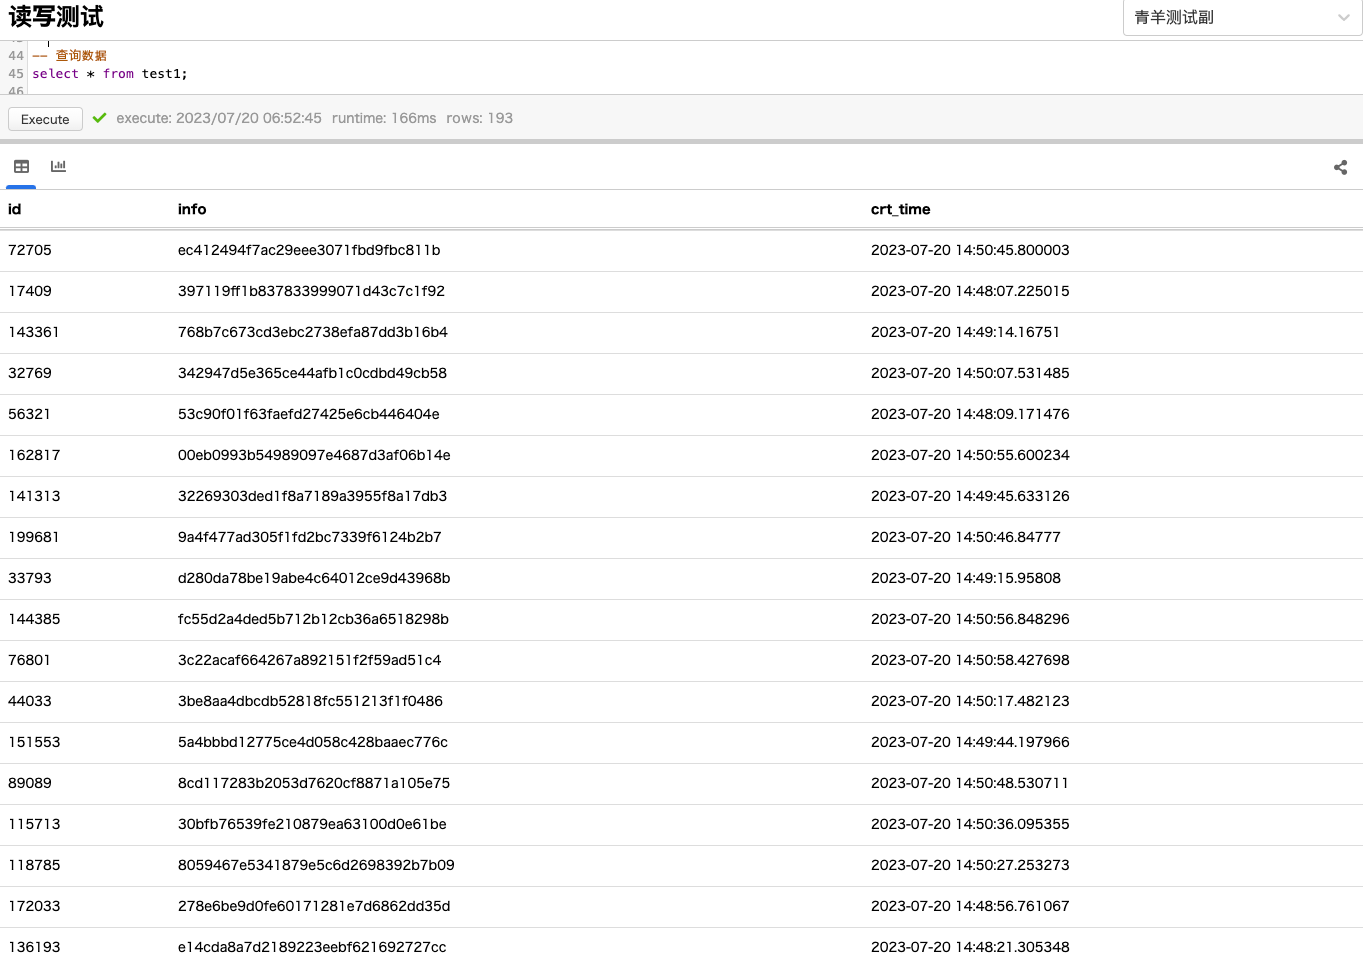 读写测试
青羊测试副
44 -- 查询数据
45 select * from test1;
46
Execute execute: 2023/07/20 06:52:45 runtime: 166ms rows: 193
id info crt_time
72705 ec412494f7ac29eee3071fbd9fbc811b 2023-07-20 14:50:45.800003
17409 397119ff1b837833999071d43c7c1f92 2023-07-20 14:48:07.225015
143361 768b7c673cd3ebc2738efa87dd3b16b4 2023-07-20 14:49:14.16751
32769 342947d5e365ce44afb1c0cdbd49cb58 2023-07-20 14:50:07.531485
56321 53c90f01f63faefd27425e6cb446404e 2023-07-20 14:48:09.171476
162817 00eb0993b54989097e4687d3af06b14e 2023-07-20 14:50:55.600234
141313 32269303ded1f8a7189a3955f8a17db3 2023-07-20 14:49:45.633126
199681 9a4f477ad305f1fd2bc7339f6124b2b7 2023-07-20 14:50:46.84777
33793 d280da78be19abe4c64012ce9d43968b 2023-07-20 14:49:15.95808
144385 fc55d2a4ded5b712b12cb36a6518298b 2023-07-20 14:50:56.848296
76801 3c22acaf664267a892151f2f59ad51c4 2023-07-20 14:50:58.427698
44033 3be8aa4dbcdb52818fc551213f1f0486 2023-07-20 14:50:17.482123
151553 5a4bbbd12775ce4d058c428baaec776c 2023-07-20 14:49:44.197966
89089 8cd117283b2053d7620cf8871a105e75 2023-07-20 14:50:48.530711
115713 30bfb76539fe210879ea63100d0e61be 2023-07-20 14:50:36.095355
118785 8059467e5341879e5c6d2698392b7b09 2023-07-20 14:50:27.253273
172033 278e6be9d0fe60171281e7d6862dd35d 2023-07-20 14:48:56.761067
136193 e14cda8a7d2189223eebf621692727cc 2023-07-20 14:48:21.305348